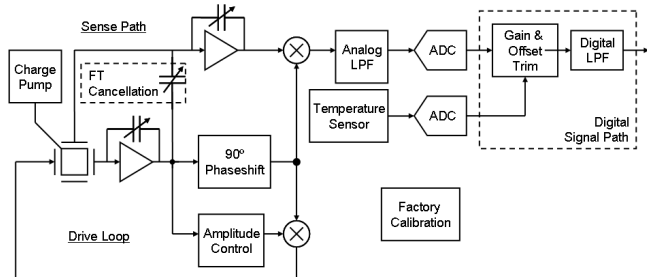 Sense Path
Charge
Pump
FT
Cancellation
Analog
LPF
ADC
Gain &
Offset
Trim
Digital
LPF
Temperature
Sensor
ADC
Digital
Signal Path
90º
Phaseshift
Factory
Calibration
Drive Loop
Amplitude
Control